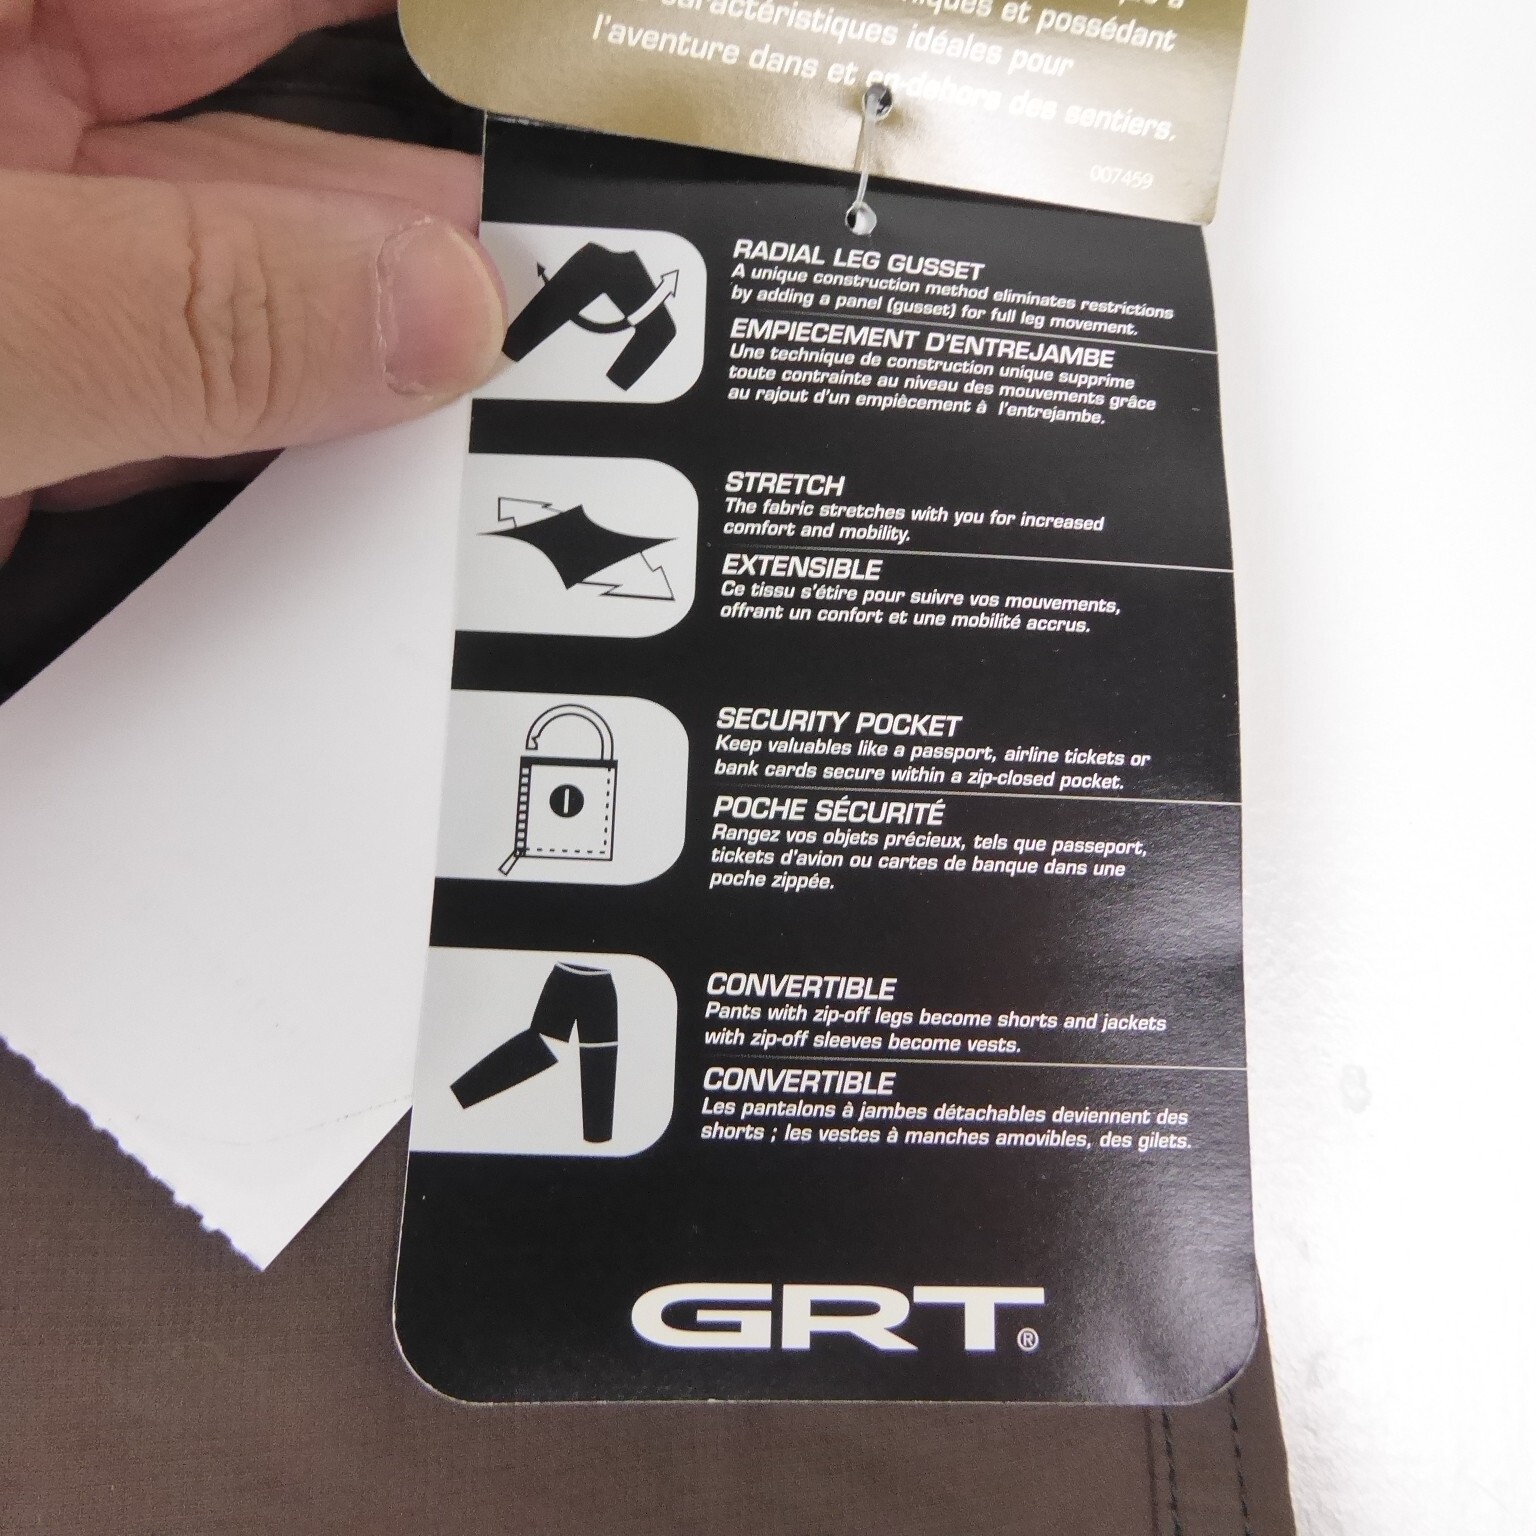 et possédant
caractéristiques idéales pour
l'aventure dans et en-dehors des sentiers.
007459
RADIAL LEG GUSSET
A unique construction method eliminates restrictions
by adding a panel (gusset) for full leg movement.
EMPIECEMENT D'ENTREJAMBE
Une technique de construction unique supprime
toute contrainte au niveau des mouvements grâce
au rajout d'un empiècement à l'entrejambe.
STRETCH
The fabric stretches with you for increased
comfort and mobility.
EXTENSIBLE
Ce tissu s'étire pour suivre vos mouvements,
offrant un confort et une mobilité accrus.
SECURITY POCKET
Keep valuables like a passport, airline tickets or
bank cards secure within a zip-closed pocket.
POCHE SÉCURITÉ
Rangez vos objets précieux, tels que passeport,
tickets d'avion ou cartes de banque dans une
poche zippée.
CONVERTIBLE
Pants with zip-off legs become shorts and jackets
with zip-off sleeves become vests.
CONVERTIBLE
Les pantalons à jambes détachables deviennent des
shorts ; les vestes à manches amovibles, des gilets.
GRT®